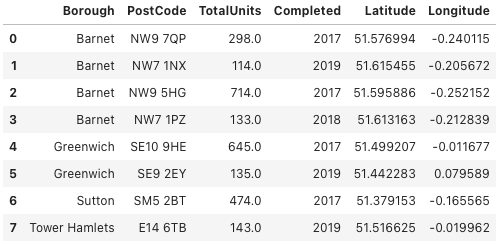 Borough PostCode TotalUnits Completed Latitude Longitude
0 Barnet NW9 7QP 298.0 2017 51.576994 -0.240115
1 Barnet NW7 1NX 114.0 2019 51.615455 -0.205672
2 Barnet NW9 5HG 714.0 2017 51.595886 -0.252152
3 Barnet NW7 1PZ 133.0 2018 51.613163 -0.212839
4 Greenwich SE10 9HE 645.0 2017 51.499207 -0.011677
5 Greenwich SE9 2EY 135.0 2019 51.442283 0.079589
6 Sutton SM5 2BT 474.0 2017 51.379153 -0.165565
7 Tower Hamlets E14 6TB 143.0 2019 51.516625 -0.019962